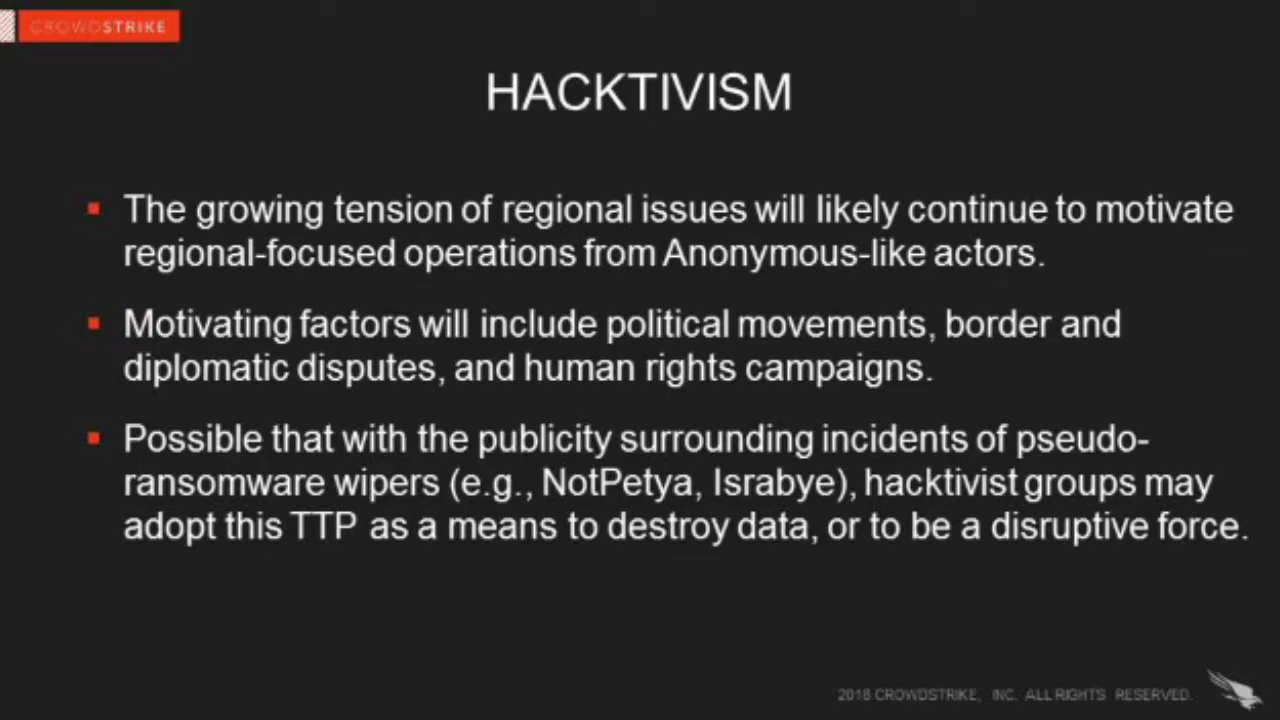 CROWDSTRIKE
HACKTIVISM
▪ The growing tension of regional issues will likely continue to motivate
regional-focused operations from Anonymous-like actors.
▪ Motivating factors will include political movements, border and
diplomatic disputes, and human rights campaigns.
▪ Possible that with the publicity surrounding incidents of pseudo-
ransomware wipers (e.g., NotPetya, Israbye), hacktivist groups may
adopt this TTP as a means to destroy data, or to be a disruptive force.
2018 CROWDSTRIKE, INC. ALL RIGHTS RESERVED.